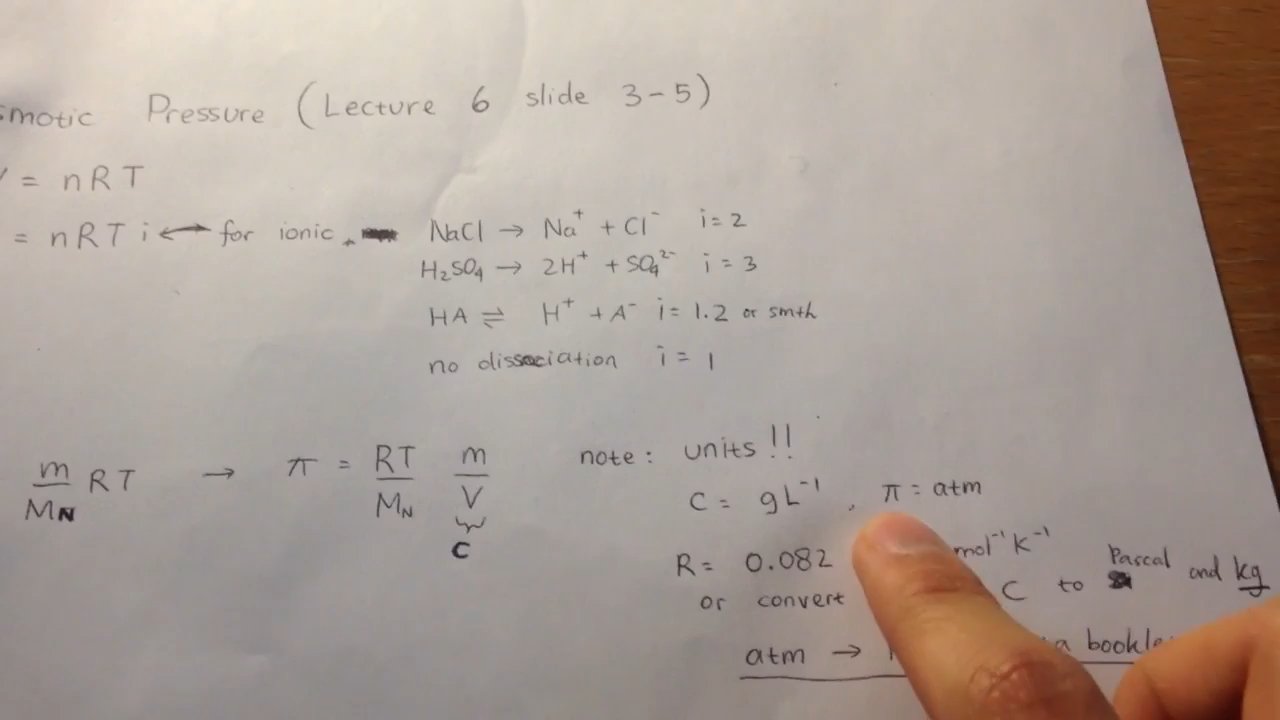 Pressure (Lecture 6 slide 3-5)
= nRT
= nRTi ⟷ for ionic NaCl → Na⁺ + Cl⁻ i=2
H₂SO₄ → 2H⁺ + SO₄²⁻ i = 3
HA ⇌ H⁺ + A⁻ i = 1.2 or smth
no dissociation i = 1
m/M_N RT → π = RT/M_N m/V
C
note: units !!
C = gL⁻¹, π = atm
R = 0.082 mol⁻¹ K⁻¹
or convert C to Pascal and kg
atm →